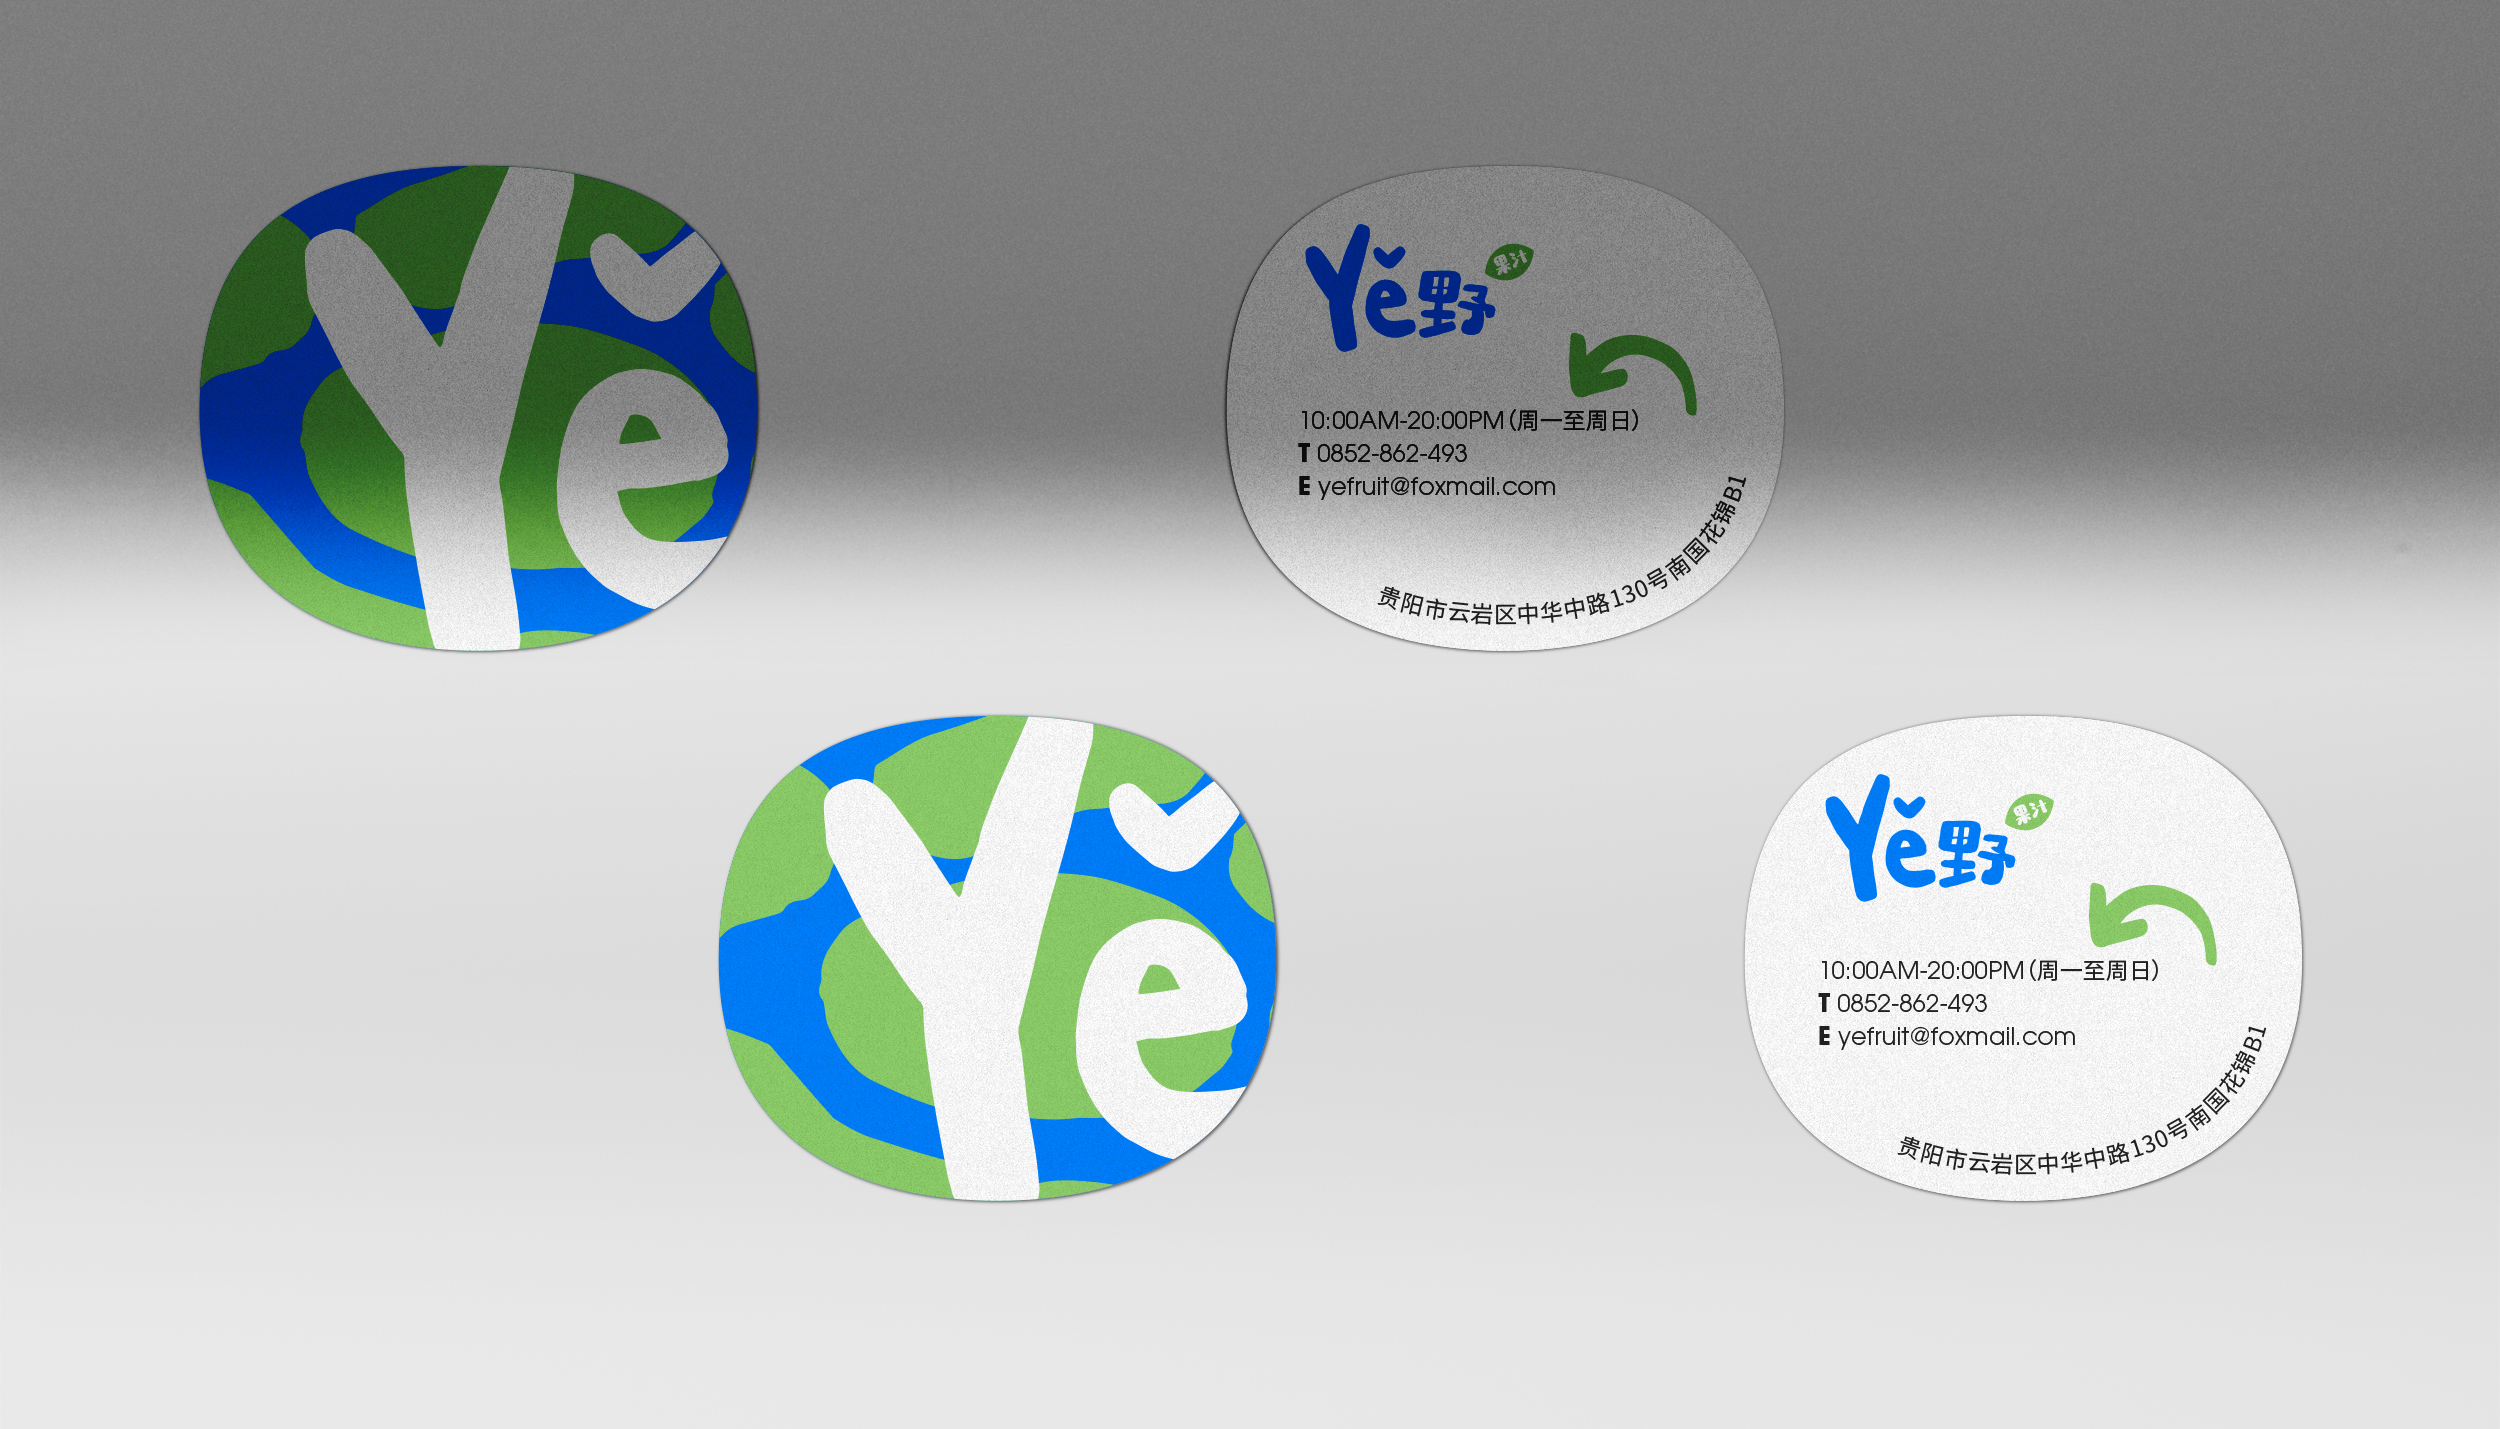 Yě
Yě野
果汁
10:00AM-20:00PM（周一至周日）
T 0852-862-493
E yefruit@foxmail.com
贵阳市云岩区中华中路130号南国花锦B1
Yě
Yě野
果汁
10:00AM-20:00PM（周一至周日）
T 0852-862-493
E yefruit@foxmail.com
贵阳市云岩区中华中路130号南国花锦B1